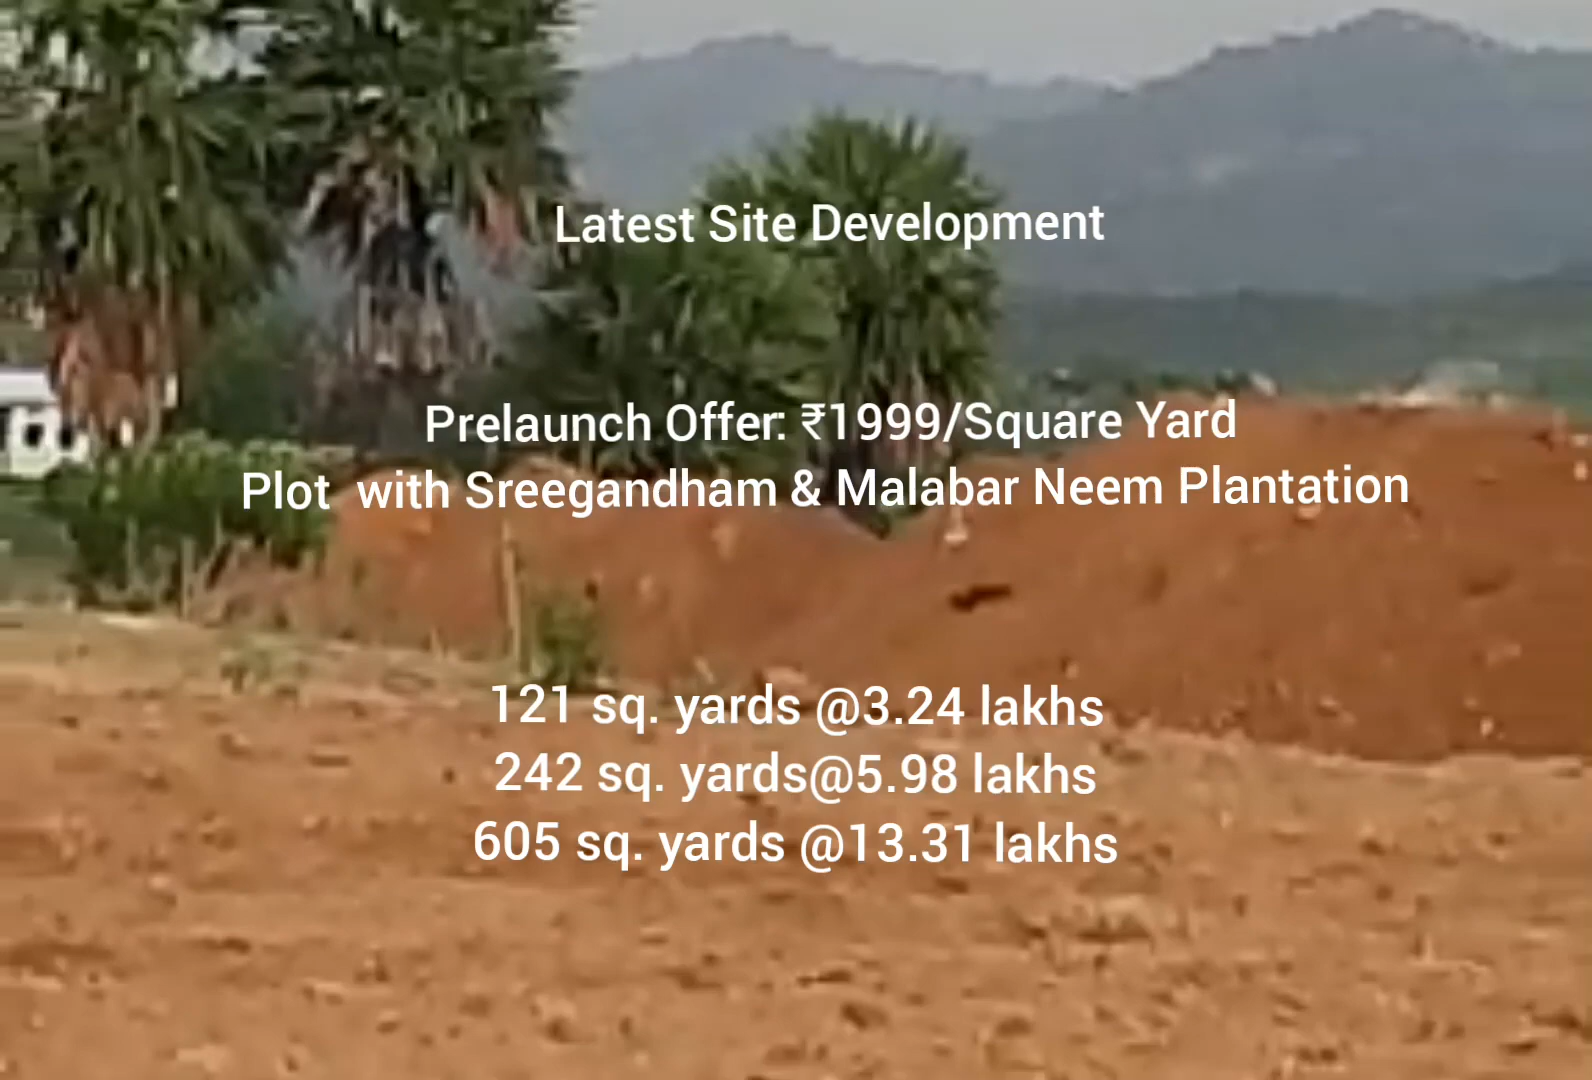 Latest Site Development
Prelaunch Offer: ₹1999/Square Yard
Plot with Sreegandham & Malabar Neem Plantation
121 sq. yards @3.24 lakhs
242 sq. yards@5.98 lakhs
605 sq. yards @13.31 lakhs